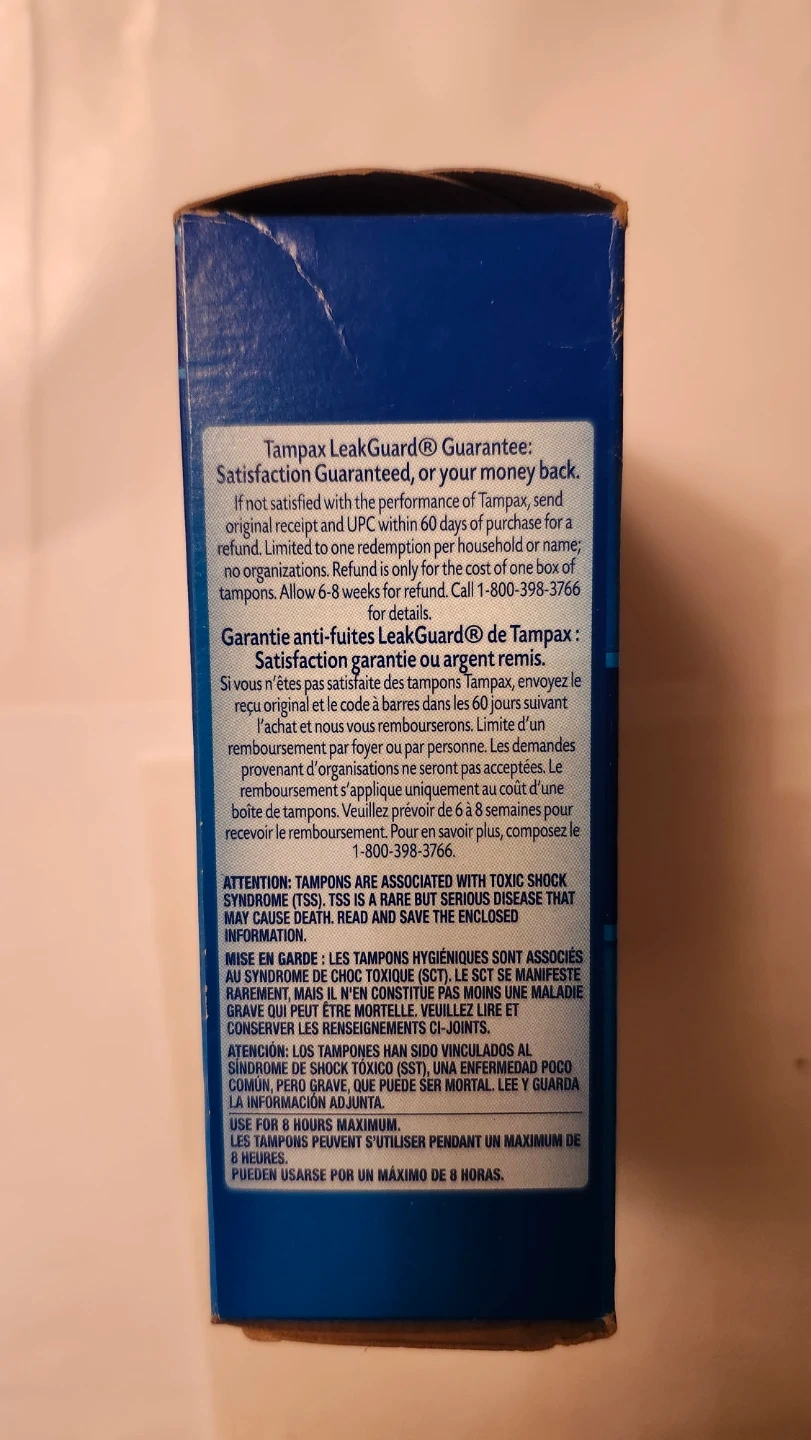 Tampax LeakGuard® Guarantee:
Satisfaction Guaranteed, or your money back.
If not satisfied with the performance of Tampax, send
original receipt and UPC within 60 days of purchase for a
refund. Limited to one redemption per household or name;
no organizations. Refund is only for the cost of one box of
tampons. Allow 6-8 weeks for refund. Call 1-800-398-3766
for details.
Garantie anti-fuites LeakGuard® de Tampax :
Satisfaction garantie ou argent remis.
Si vous n'êtes pas satisfaite des tampons Tampax, envoyez le
reçu original et le code à barres dans les 60 jours suivant
l'achat et nous vous rembourserons. Limite d'un
remboursement par foyer ou par personne. Les demandes
provenant d'organisations ne seront pas acceptées. Le
remboursement s'applique uniquement au coût d'une
boîte de tampons. Veuillez prévoir de 6 à 8 semaines pour
recevoir le remboursement. Pour en savoir plus, composez le
1-800-398-3766.
ATTENTION: TAMPONS ARE ASSOCIATED WITH TOXIC SHOCK
SYNDROME (TSS). TSS IS A RARE BUT SERIOUS DISEASE THAT
MAY CAUSE DEATH. READ AND SAVE THE ENCLOSED
INFORMATION.
MISE EN GARDE : LES TAMPONS HYGIÉNIQUES SONT ASSOCIÉS
AU SYNDROME DE CHOC TOXIQUE (SCT). LE SCT SE MANIFESTE
RAREMENT, MAIS IL N'EN CONSTITUE PAS MOINS UNE MALADIE
GRAVE QUI PEUT ÊTRE MORTELLE. VEUILLEZ LIRE ET
CONSERVER LES RENSEIGNEMENTS CI-JOINTS.
ATENCIÓN: LOS TAMPONES HAN SIDO VINCULADOS AL
SÍNDROME DE SHOCK TÓXICO (SST), UNA ENFERMEDAD POCO
COMÚN, PERO GRAVE, QUE PUEDE SER MORTAL. LEE Y GUARDA
LA INFORMACIÓN ADJUNTA.
USE FOR 8 HOURS MAXIMUM.
LES TAMPONS PEUVENT S'UTILISER PENDANT UN MAXIMUM DE
8 HEURES.
PUEDEN USARSE POR UN MÁXIMO DE 8 HORAS.